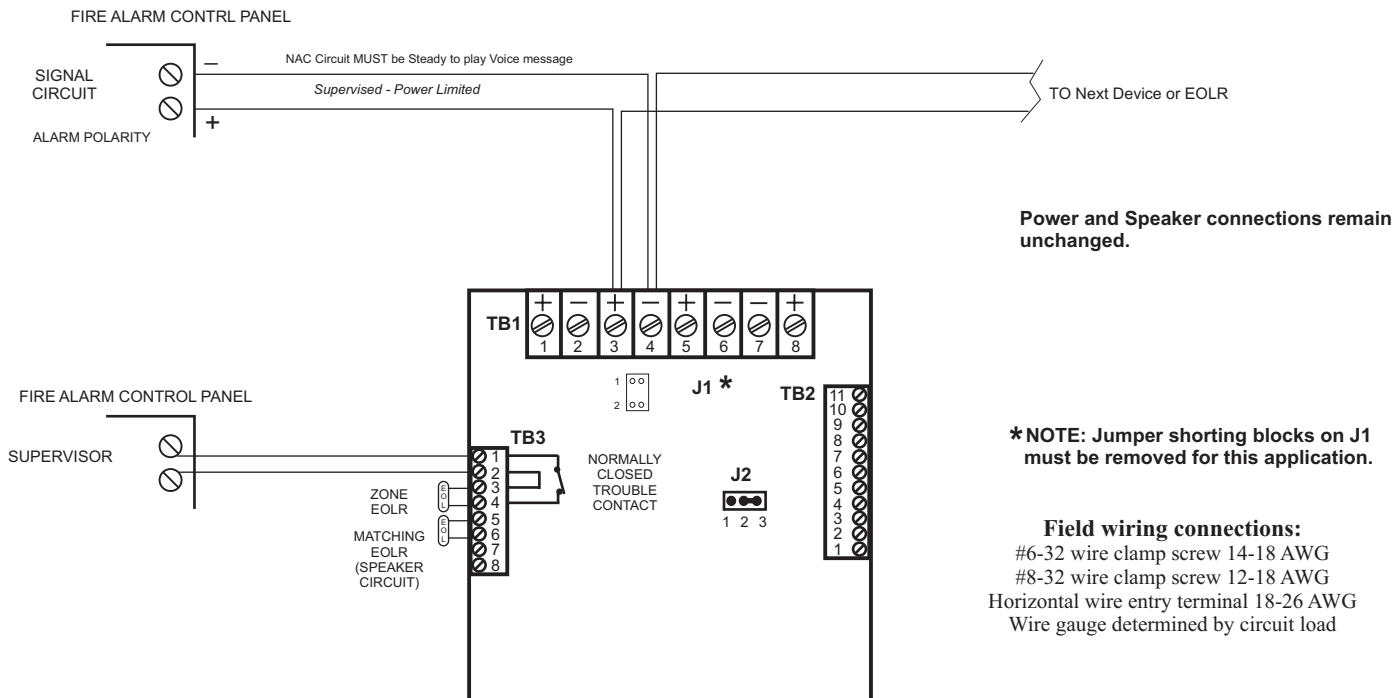 FIRE ALARM CONTRL PANEL
SIGNAL
CIRCUIT
ALARM POLARITY
−
+
NAC Circuit MUST be Steady to play Voice message
Supervised - Power Limited
TO Next Device or EOLR
Power and Speaker connections remain
unchanged.
TB1
+ − + − + − − +
1 2 3 4 5 6 7 8
1
2
J1 *
TB2
11
10
9
8
7
6
5
4
3
2
1
FIRE ALARM CONTROL PANEL
SUPERVISOR
TB3
1
2
3
4
5
6
7
8
ZONE
EOLR
EOL
MATCHING
EOLR
(SPEAKER
CIRCUIT)
EOL
NORMALLY
CLOSED
TROUBLE
CONTACT
J2
1 2 3
*NOTE: Jumper shorting blocks on J1
must be removed for this application.
Field wiring connections:
#6-32 wire clamp screw 14-18 AWG
#8-32 wire clamp screw 12-18 AWG
Horizontal wire entry terminal 18-26 AWG
Wire gauge determined by circuit load